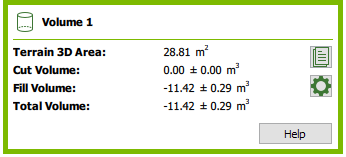 Volume 1
Terrain 3D Area: 28.81 m²
Cut Volume: 0.00 ± 0.00 m³
Fill Volume: -11.42 ± 0.29 m³
Total Volume: -11.42 ± 0.29 m³
Help